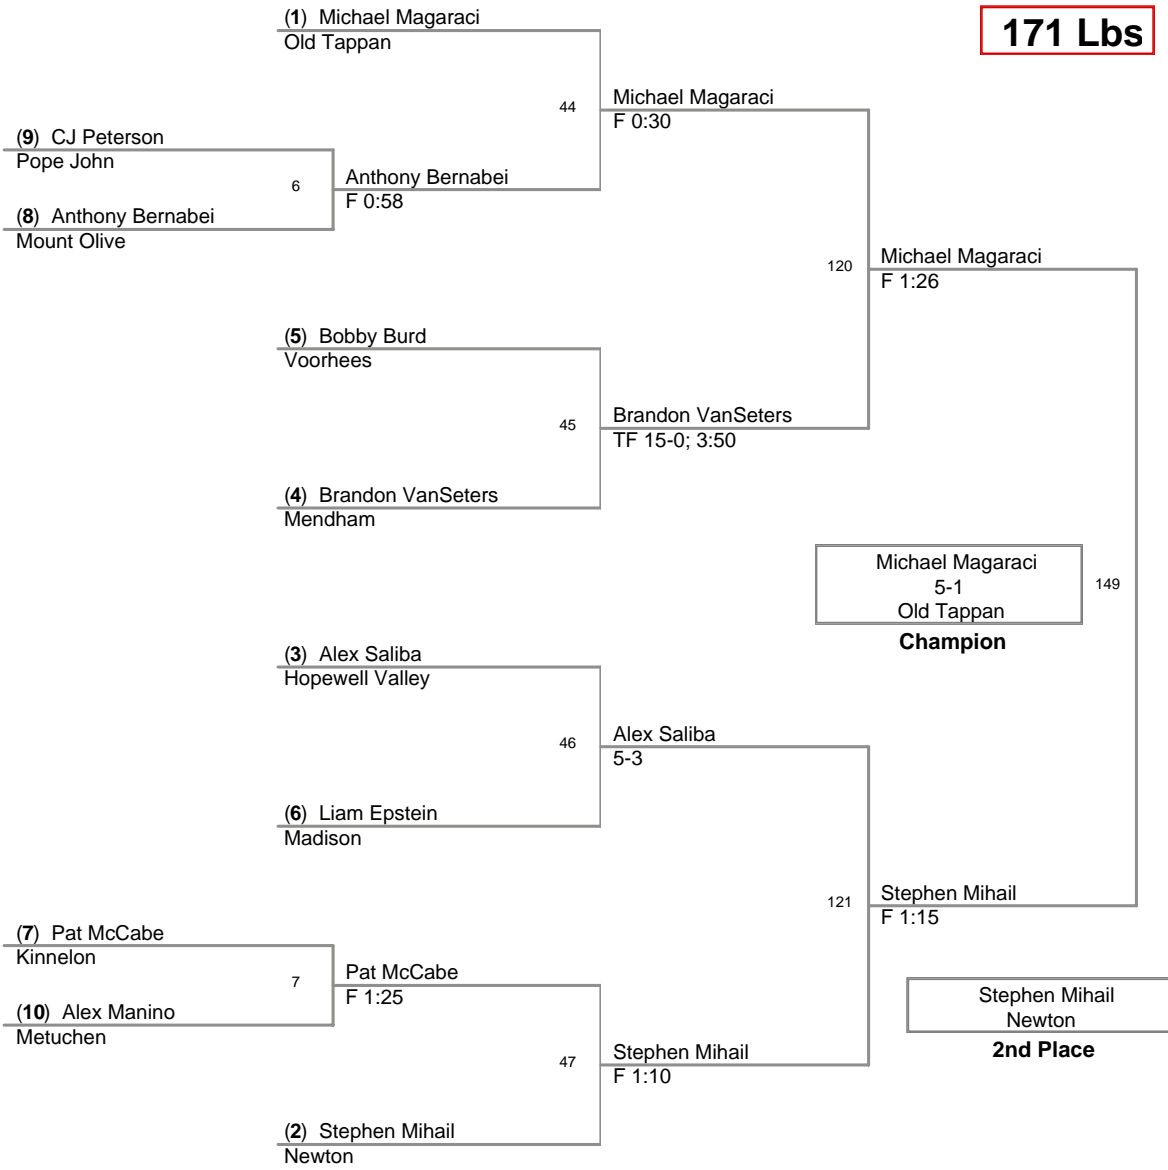 (1) Michael Magaraci
Old Tappan
171 Lbs
44
Michael Magaraci
F 0:30
(9) CJ Peterson
Pope John
6
Anthony Bernabei
F 0:58
(8) Anthony Bernabei
Mount Olive
120
Michael Magaraci
F 1:26
(5) Bobby Burd
Voorhees
45
Brandon VanSeters
TF 15-0; 3:50
(4) Brandon VanSeters
Mendham
Michael Magaraci
5-1
Old Tappan
Champion
149
(3) Alex Saliba
Hopewell Valley
46
Alex Saliba
5-3
(6) Liam Epstein
Madison
121
Stephen Mihail
F 1:15
(7) Pat McCabe
Kinnelon
7
Pat McCabe
F 1:25
(10) Alex Manino
Metuchen
Stephen Mihail
Newton
2nd Place
47
Stephen Mihail
F 1:10
(2) Stephen Mihail
Newton